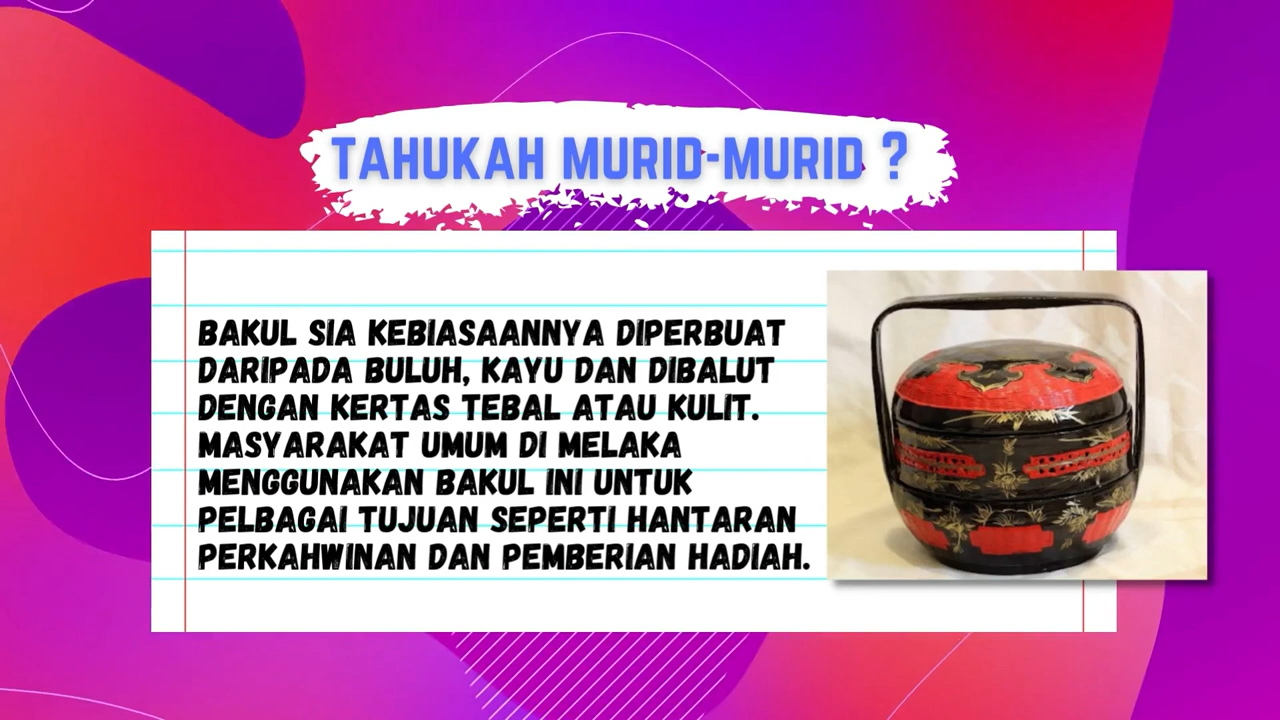 TAHUKAH MURID-MURID ?
BAKUL SIA KEBIASAANNYA DIPERBUAT
DARIPADA BULUH, KAYU DAN DIBALUT
DENGAN KERTAS TEBAL ATAU KULIT.
MASYARAKAT UMUM DI MELAKA
MENGGUNAKAN BAKUL INI UNTUK
PELBAGAI TUJUAN SEPERTI HANTARAN
PERKAHWINAN DAN PEMBERIAN HADIAH.